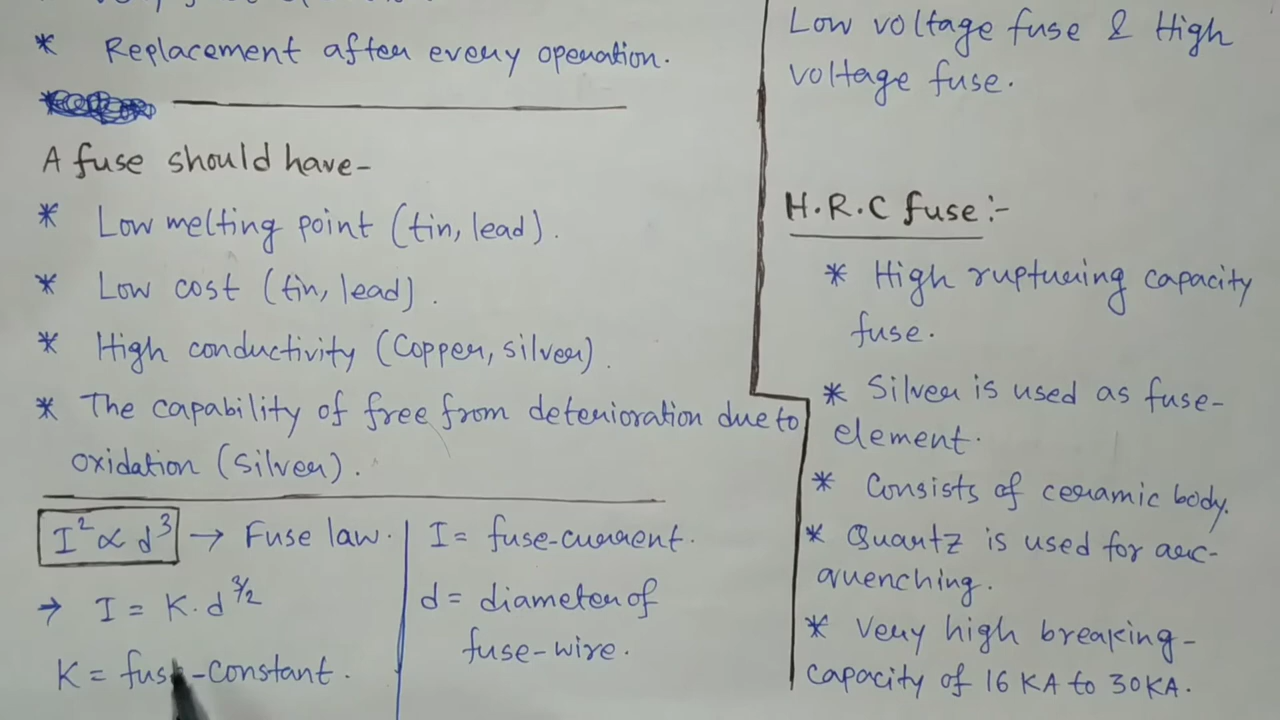 * Replacement after every operation.
A fuse should have-
* Low melting point (tin, lead).
* Low cost (tin, lead).
* High conductivity (Copper, silver).
* The capability of free from deterioration due to
oxidation (silver).
I² ∝ d³ → Fuse law.
→ I = K. d^3/2
K = fuse-constant.
I = fuse-current.
d = diameter of
fuse-wire.
Low voltage fuse & High
voltage fuse.
H.R.C fuse :-
* High rupturing capacity
fuse.
* Silver is used as fuse-
element.
* Consists of ceramic body.
* Quartz is used for arc-
quenching.
* Very high breaking-
capacity of 16 KA to 30KA.